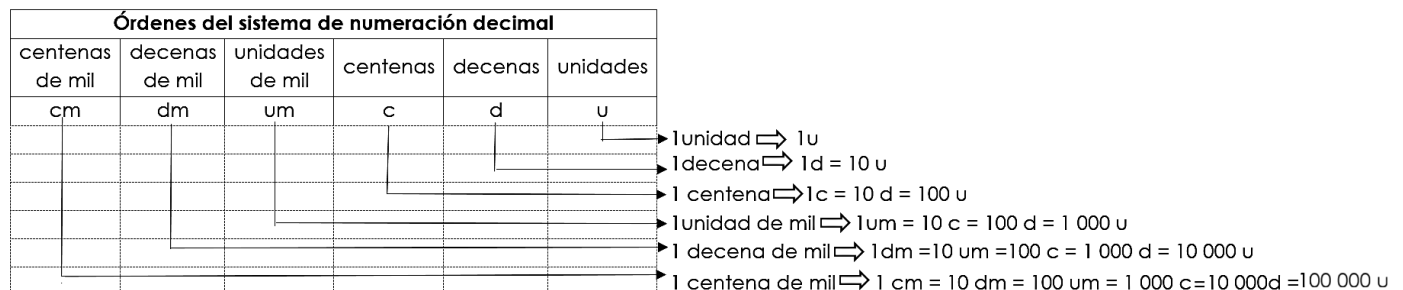 Órdenes del sistema de numeración decimal
centenas de mil decenas de mil unidades de mil centenas decenas unidades
cm dm um c d u
1unidad ⇨ 1u
1decena ⇨ 1d = 10 u
1 centena ⇨ 1c = 10 d = 100 u
1unidad de mil ⇨ 1um = 10 c = 100 d = 1 000 u
1 decena de mil ⇨ 1dm =10 um =100 c = 1 000 d = 10 000 u
1 centena de mil ⇨ 1 cm = 10 dm = 100 um = 1 000 c=10 000d =100 000 u